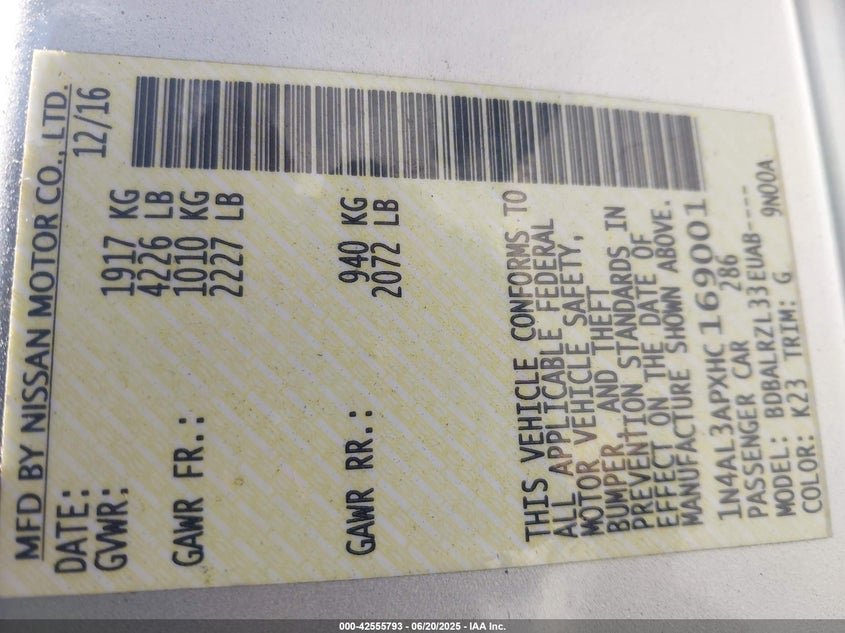 MFD BY NISSAN MOTOR CO., LTD.
DATE: 12/16
GVWR: 1917 KG
4226 LB
GAWR FR.: 1010 KG
2227 LB
GAWR RR.: 940 KG
2072 LB
THIS VEHICLE CONFORMS TO
ALL APPLICABLE FEDERAL
MOTOR VEHICLE SAFETY,
BUMPER AND THEFT
PREVENTION STANDARDS IN
EFFECT ON THE DATE OF
MANUFACTURE SHOWN ABOVE.
1N4AL3APXHC169001
PASSENGER CAR 286
MODEL: BDBALRZL33EUAB----
COLOR: K23 TRIM: G 9N00A
000-42555793 - 06/20/2025 - IAA Inc.